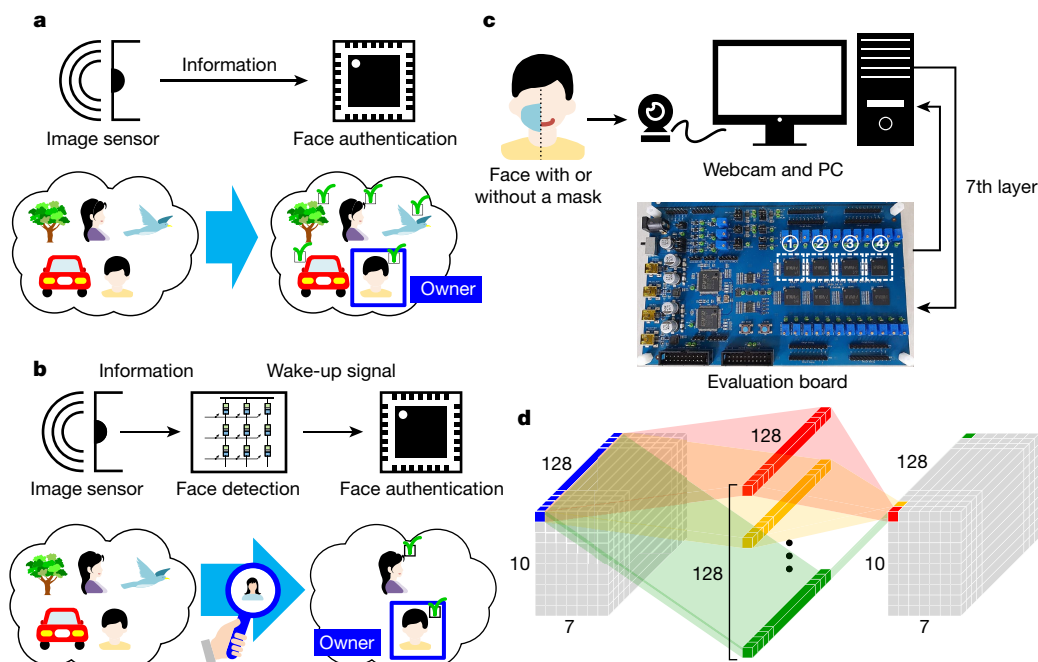 a
Information
Image sensor
Face authentication
Owner
b
Information
Wake-up signal
Image sensor
Face detection
Face authentication
Owner
c
Face with or
without a mask
Webcam and PC
7th layer
1 2 3 4
Evaluation board
d
128
128
128
128
10
7
10
7